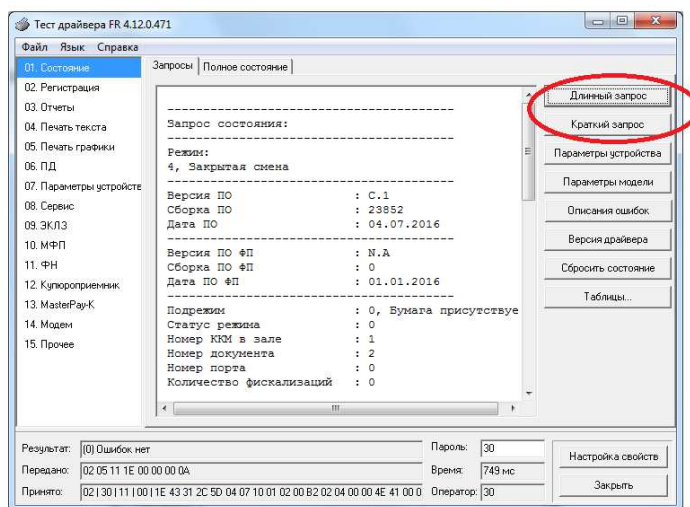 Тест драйвера FR 4.12.0.471
Файл Язык Справка
01. Состояние
02. Регистрация
03. Отчеты
04. Печать текста
05. Печать графики
06. ПД
07. Параметры устройств
08. Сервис
09. ЭКЛЗ
10. МФП
11. ФН
12. Купюроприемник
13. MasterPay-К
14. Модем
15. Прочее
Запросы Полное состояние
Запрос состояния:
Режим:
4, Закрытая смена
Версия ПО : C.1
Сборка ПО : 23852
Дата ПО : 04.07.2016
Версия ПО ФП : N.A
Сборка ПО ФП : 0
Дата ПО ФП : 01.01.2016
Подрежим : 0, Бумага присутствуе
Статус режима : 0
Номер ККМ в зале : 1
Номер документа : 2
Номер порта : 0
Количество фискализаций : 0
Длинный запрос
Краткий запрос
Параметры устройства
Параметры модели
Описания ошибок
Версия драйвера
Сбросить состояние
Таблицы...
Результат: (0) Ошибок нет
Пароль: 30
Передано: 02 05 11 1E 00 00 00 0A
Время: 749 мс
Принято: 02 | 30 | 11 | 00 | 1E 43 31 2C 5D 04 07 10 01 02 00 B2 02 04 00 00 4E 41 00 0
Оператор: 30
Настройка свойств
Закрыть